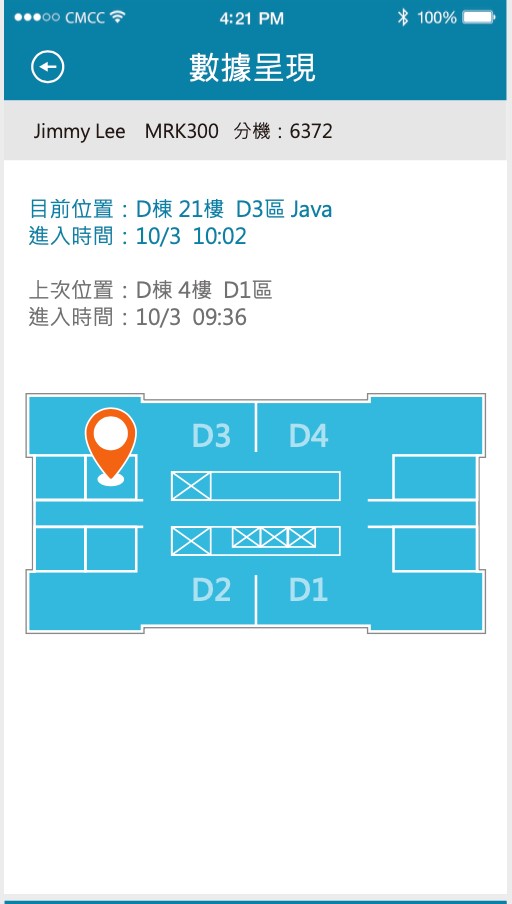 CMCC 4:21 PM 100%
數據呈現
Jimmy Lee MRK300 分機：6372
目前位置：D棟 21樓 D3區 Java
進入時間：10/3 10:02
上次位置：D棟 4樓 D1區
進入時間：10/3 09:36
D3 D4
D2 D1